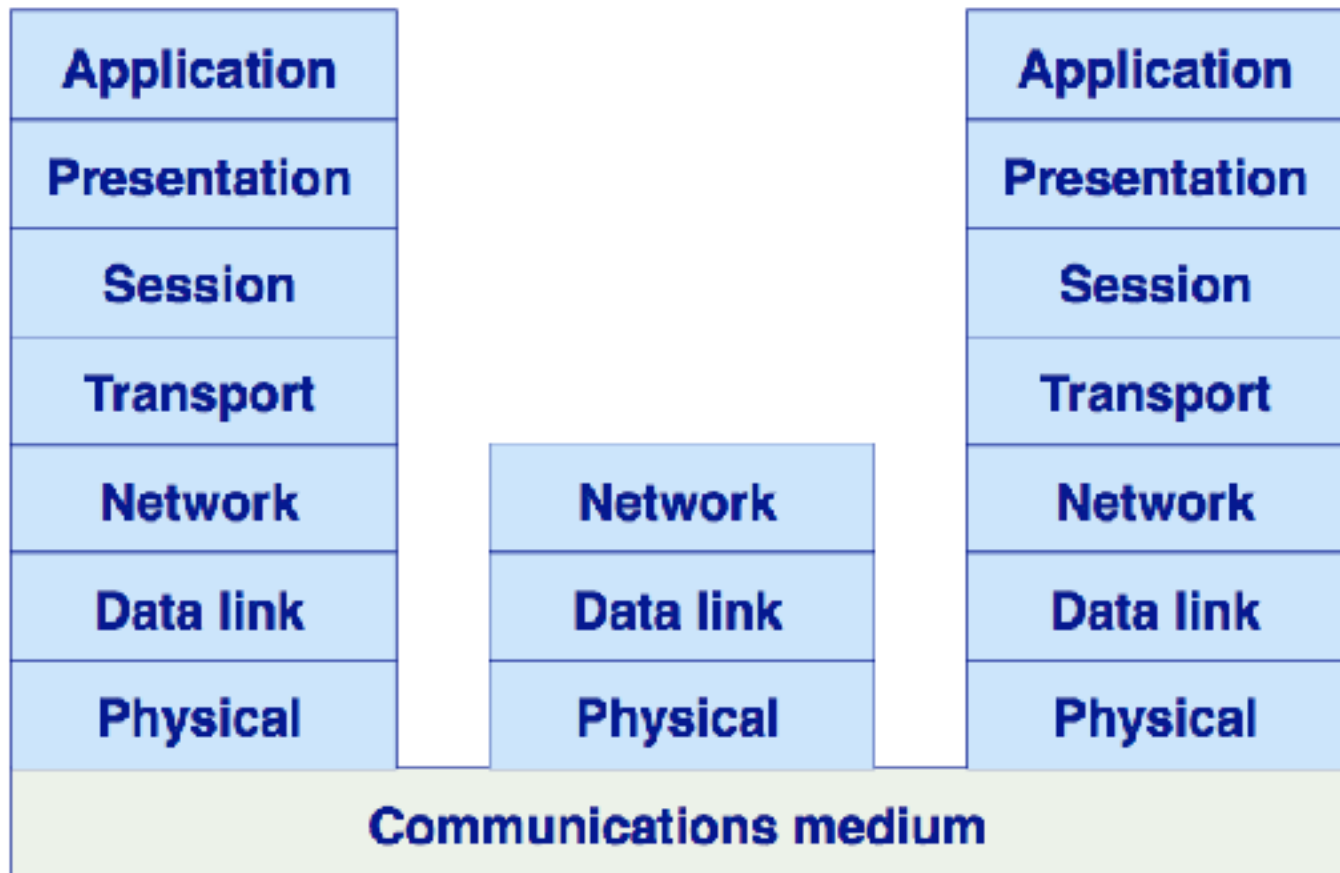 Application
Presentation
Session
Transport
Network
Data link
Physical
Network
Data link
Physical
Application
Presentation
Session
Transport
Network
Data link
Physical
Communications medium